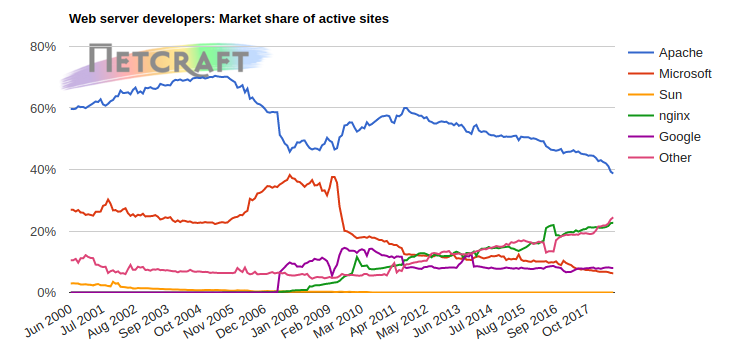 Web server developers: Market share of active sites
NETCRAFT
80%
60%
40%
20%
0%
Jun 2000
Jul 2001
Aug 2002
Sep 2003
Oct 2004
Nov 2005
Dec 2006
Jan 2008
Feb 2009
Mar 2010
Apr 2011
May 2012
Jun 2013
Jul 2014
Aug 2015
Sep 2016
Oct 2017
Apache
Microsoft
Sun
nginx
Google
Other